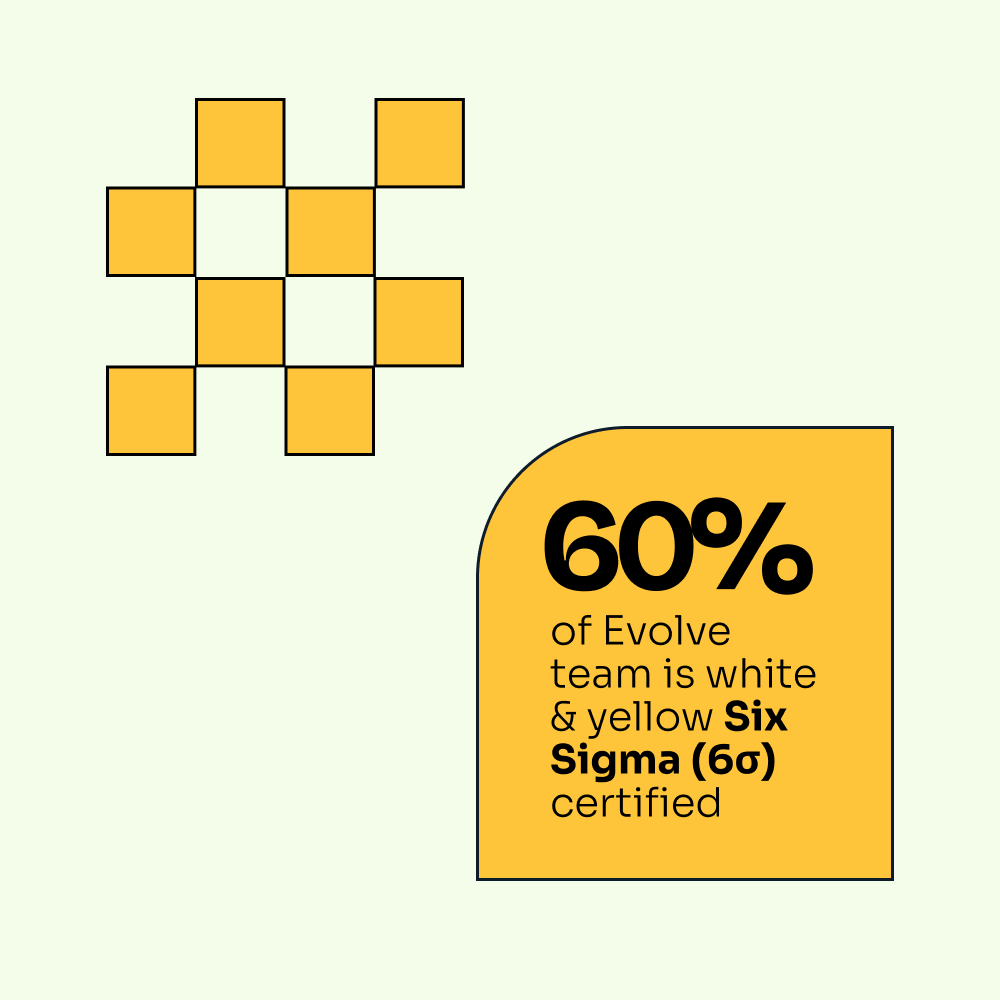 60%
of Evolve
team is white
& yellow Six
Sigma (6σ)
certified